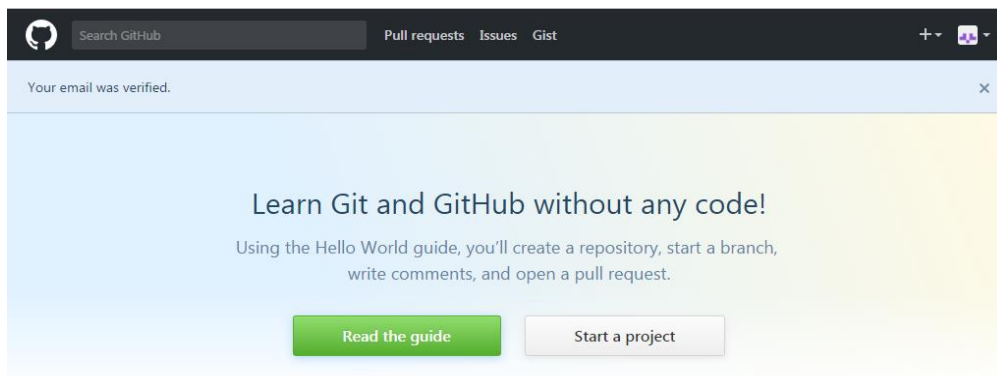 Search GitHub Pull requests Issues Gist
Your email was verified.
Learn Git and GitHub without any code!
Using the Hello World guide, you’ll create a repository, start a branch,
write comments, and open a pull request.
Read the guide Start a project